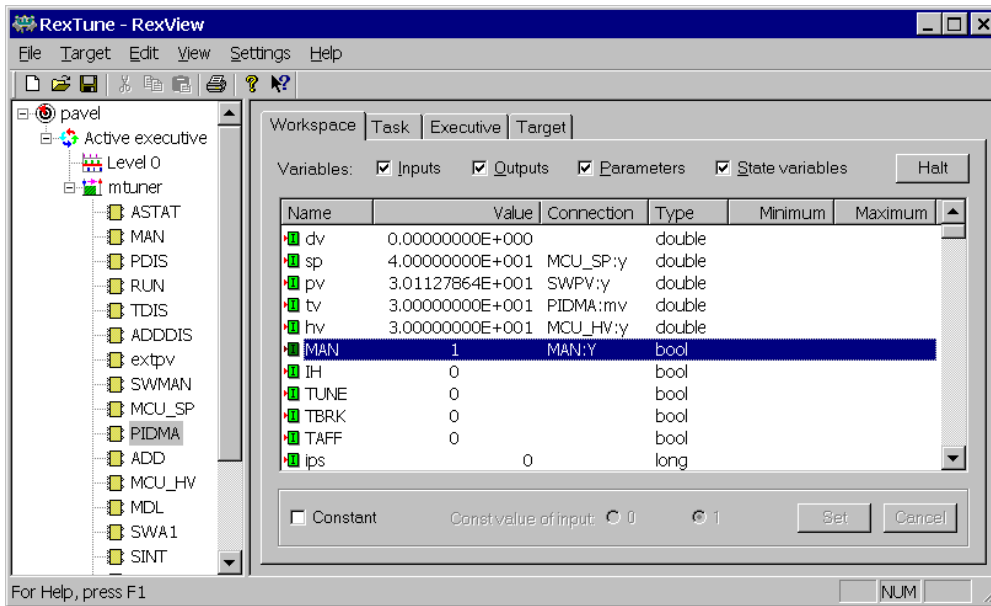 RexTune - RexView
File Target Edit View Settings Help
pavel
Active executive
Level 0
mtuner
ASTAT
MAN
PDIS
RUN
TDIS
ADDDIS
extpv
SWMAN
MCU_SP
PIDMA
ADD
MCU_HV
MDL
SWA1
SINT
Workspace Task Executive Target
Variables: Inputs Outputs Parameters State variables Halt
Name Value Connection Type Minimum Maximum
dv 0.00000000E+000 double
sp 4.00000000E+001 MCU_SP:y double
pv 3.01127864E+001 SWPV:y double
tv 3.00000000E+001 PIDMA:mv double
hv 3.00000000E+001 MCU_HV:y double
MAN 1 MAN:Y bool
IH 0 bool
TUNE 0 bool
TBRK 0 bool
TAFF 0 bool
ips 0 long
Constant Const value of input: 0 1 Set Cancel
For Help, press F1 NUM